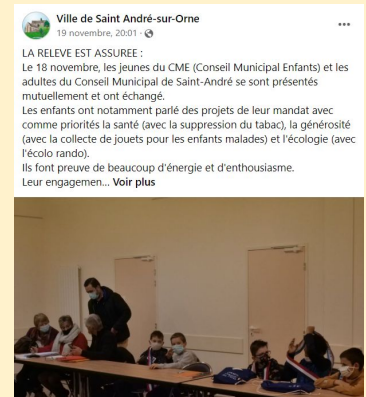 Ville de Saint André-sur-Orne
19 novembre, 20:01 ·
LA RELEVE EST ASSUREE :
Le 18 novembre, les jeunes du CME (Conseil Municipal Enfants) et les
adultes du Conseil Municipal de Saint-André se sont présentés
mutuellement et ont échangé.
Les enfants ont notamment parlé des projets de leur mandat avec
comme priorités la santé (avec la suppression du tabac), la générosité
(avec la collecte de jouets pour les enfants malades) et l'écologie (avec
l'écolo rando).
Ils font preuve de beaucoup d'énergie et d'enthousiasme.
Leur engagemen... Voir plus